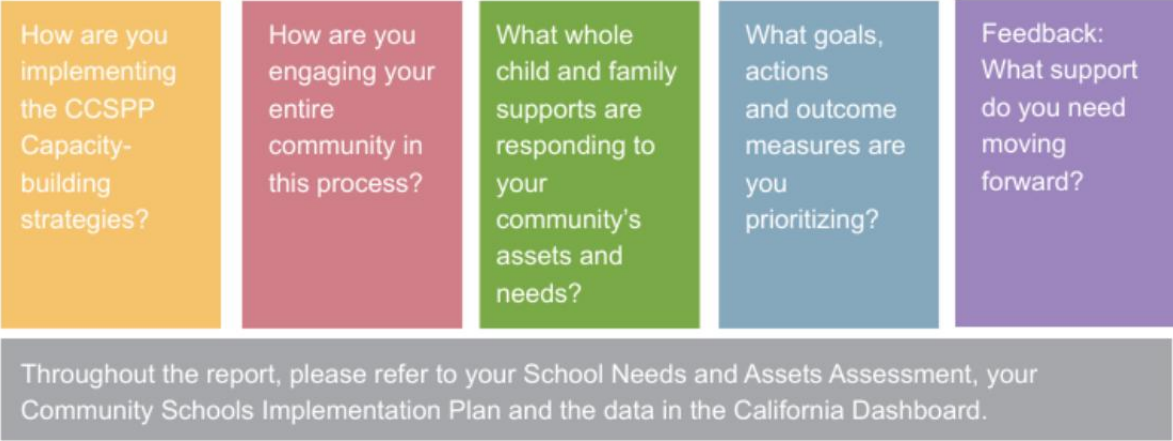 How are you
implementing
the CCSPP
Capacity-
building
strategies?
How are you
engaging your
entire
community in
this process?
What whole
child and family
supports are
responding to
your
community's
assets and
needs?
What goals,
actions
and outcome
measures are
you
prioritizing?
Feedback:
What support
do you need
moving
forward?
Throughout the report, please refer to your School Needs and Assets Assessment, your
Community Schools Implementation Plan and the data in the California Dashboard.